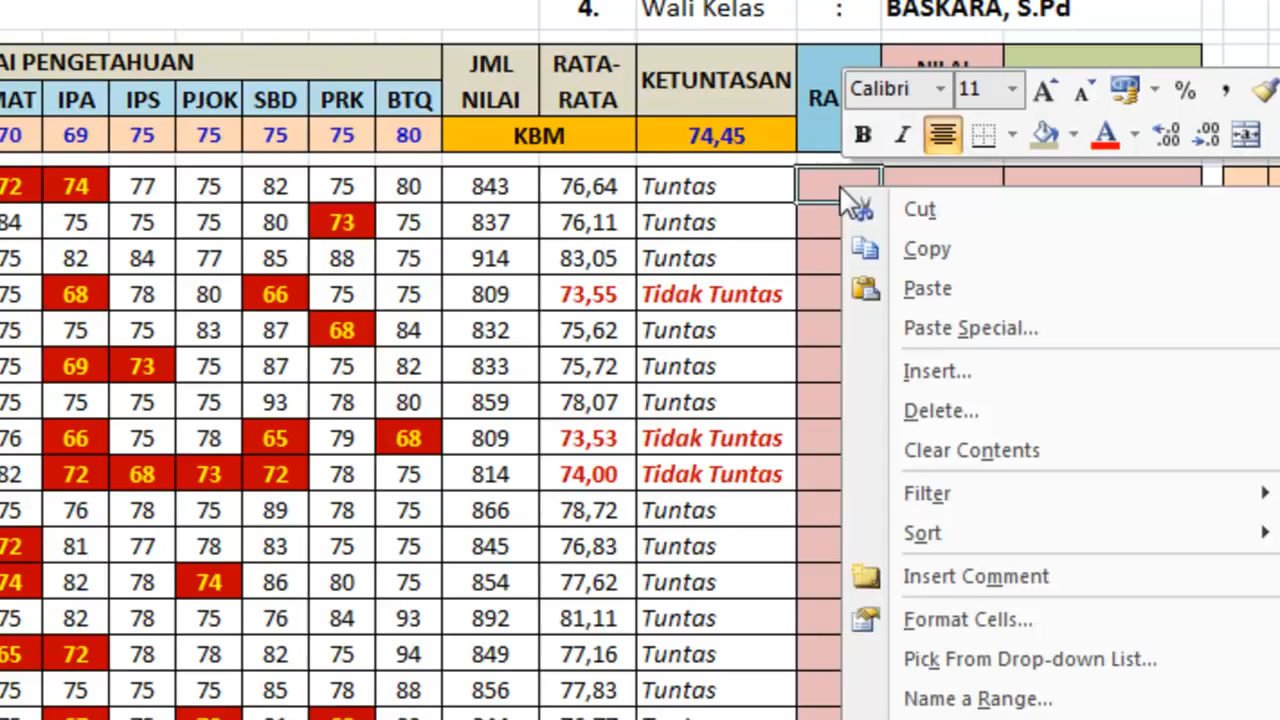 4. Wali Kelas : BASKARA, S.Pd
AI PENGETAHUAN JML NILAI RATA-RATA KETUNTASAN RA
MAT IPA IPS PJOK SBD PRK BTQ
70 69 75 75 75 75 80 KBM 74,45
72 74 77 75 82 75 80 843 76,64 Tuntas
84 75 75 75 80 73 75 837 76,11 Tuntas
75 82 84 77 85 88 75 914 83,05 Tuntas
75 68 78 80 66 75 75 809 73,55 Tidak Tuntas
75 75 75 83 87 68 84 832 75,62 Tuntas
75 69 73 75 87 75 82 833 75,72 Tuntas
75 75 75 75 93 78 80 859 78,07 Tuntas
76 66 75 78 65 79 68 809 73,53 Tidak Tuntas
82 72 68 73 72 78 75 814 74,00 Tidak Tuntas
75 76 78 75 89 78 75 866 78,72 Tuntas
72 81 77 78 83 75 75 845 76,83 Tuntas
74 82 78 74 86 80 75 854 77,62 Tuntas
75 82 78 75 76 84 93 892 81,11 Tuntas
65 72 78 78 82 75 94 849 77,16 Tuntas
75 75 75 75 85 78 88 856 77,83 Tuntas
Calibri 11 A A % ,
B I A ,00 ,00
Cut
Copy
Paste
Paste Special...
Insert...
Delete...
Clear Contents
Filter
Sort
Insert Comment
Format Cells...
Pick From Drop-down List...
Name a Range...